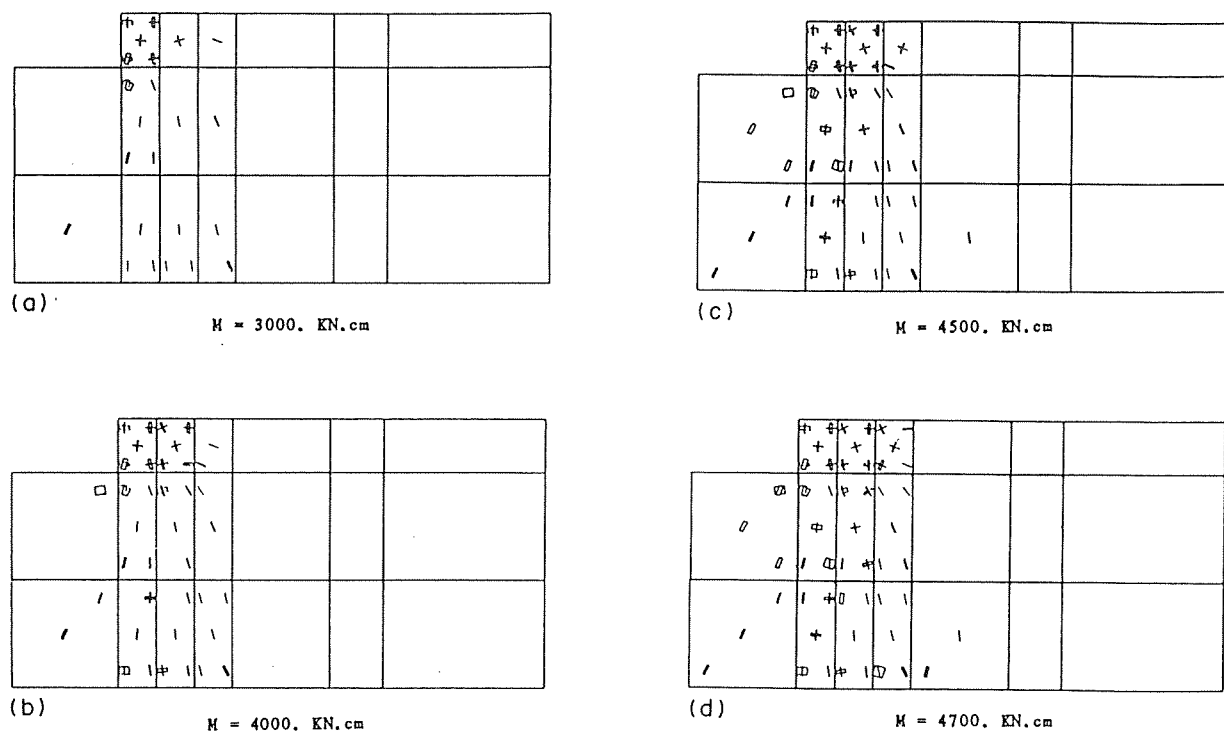 (a)
M = 3000. KN.cm
(b)
M = 4000. KN.cm
(c)
M = 4500. KN.cm
(d)
M = 4700. KN.cm